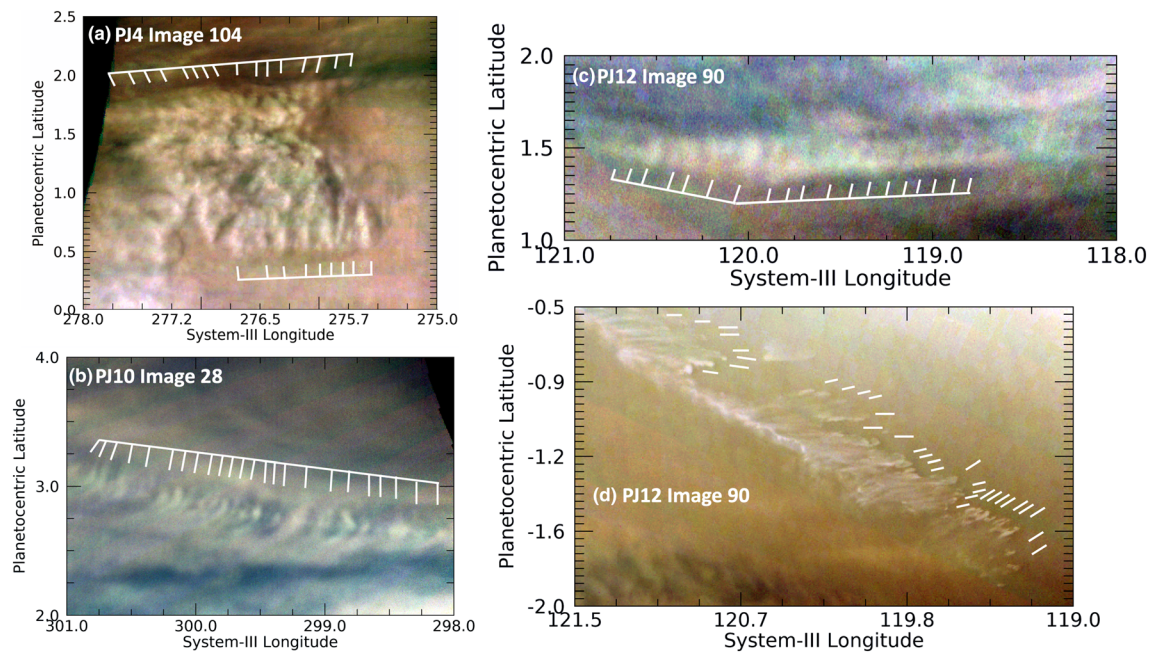 (a) PJ4 Image 104
Planetocentric Latitude
2.5
2.0
1.5
1.0
0.5
0.0
278.0
277.2
276.5
275.7
275.0
System-III Longitude
(b) PJ10 Image 28
Planetocentric Latitude
4.0
3.0
2.0
301.0
300.0
299.0
298.0
System-III Longitude
(c) PJ12 Image 90
Planetocentric Latitude
2.0
1.5
1.0
121.0
120.0
119.0
118.0
System-III Longitude
(d) PJ12 Image 90
Planetocentric Latitude
-0.5
-0.9
-1.2
-1.6
-2.0
121.5
120.7
119.8
119.0
System-III Longitude